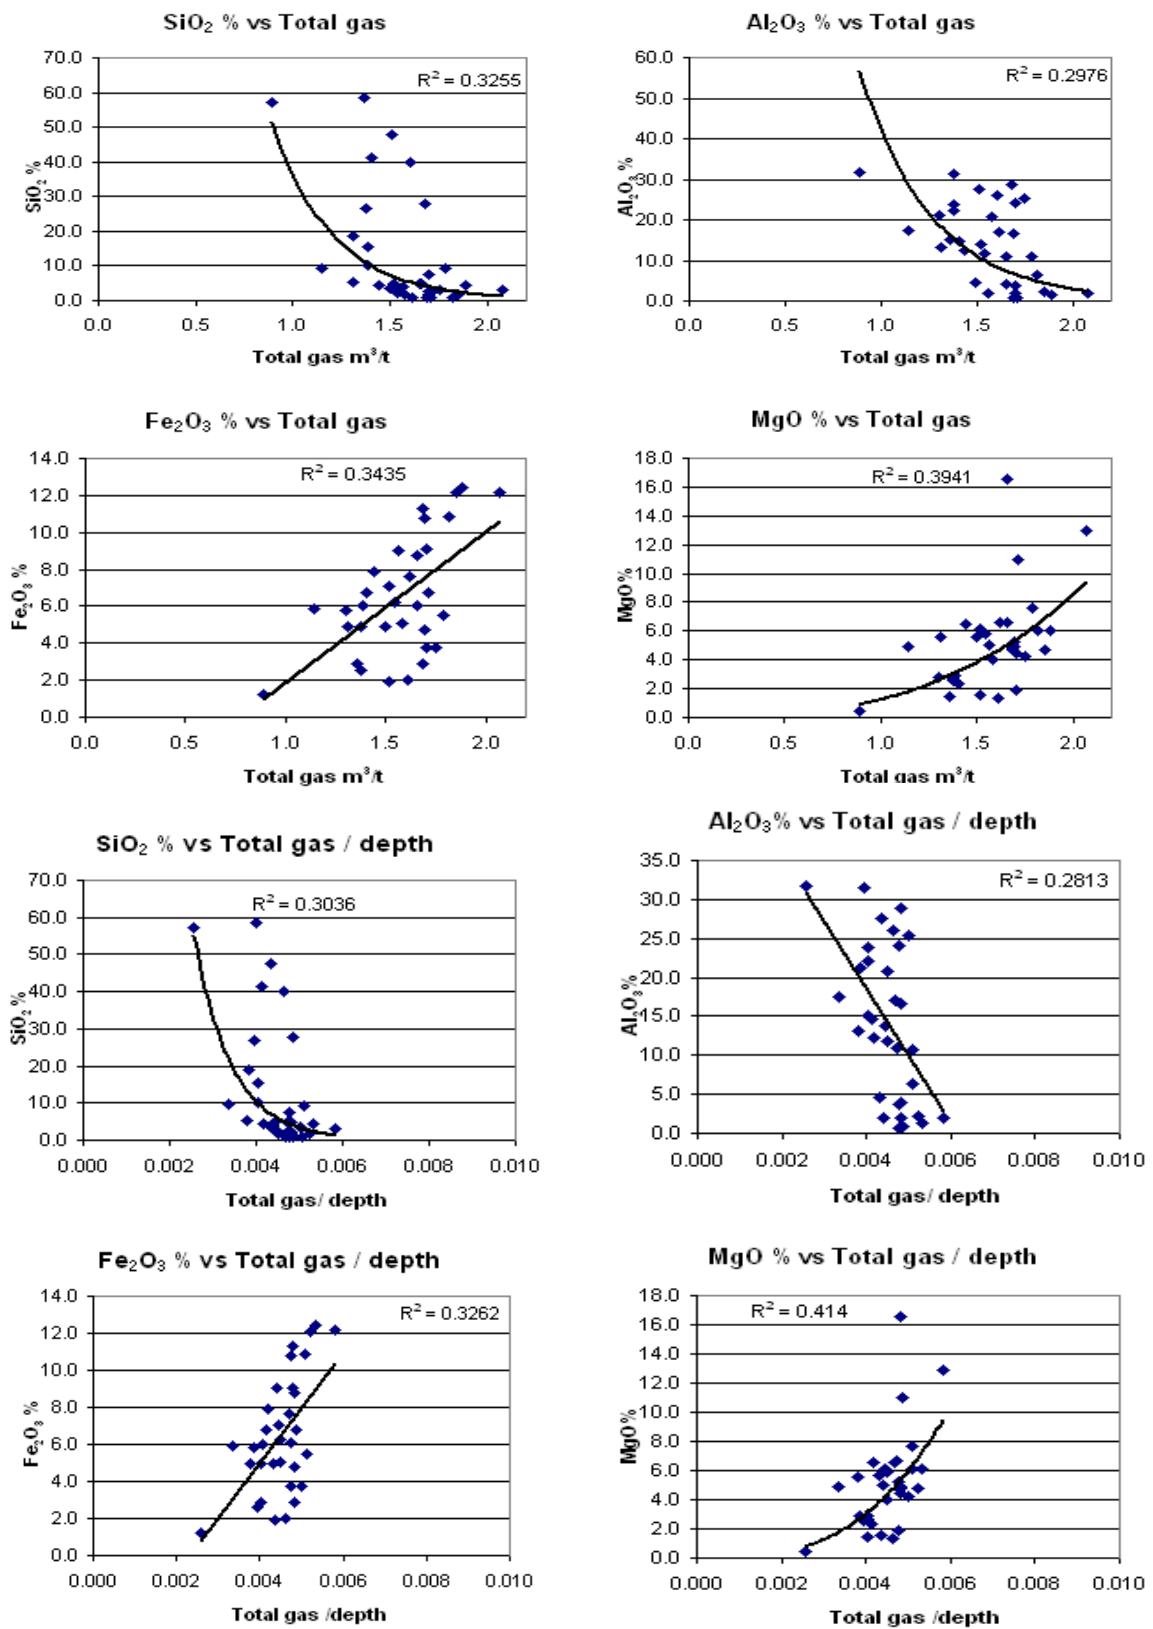 SiO₂ % vs Total gas
70.0
60.0
50.0
40.0
30.0
20.0
10.0
0.0
SiO₂ %
R² = 0.3255
0.0 0.5 1.0 1.5 2.0
Total gas m³/t
Al₂O₃ % vs Total gas
60.0
50.0
40.0
30.0
20.0
10.0
0.0
Al₂O₃ %
R² = 0.2976
0.0 0.5 1.0 1.5 2.0
Total gas m³/t
Fe₂O₃ % vs Total gas
14.0
12.0
10.0
8.0
6.0
4.0
2.0
0.0
Fe₂O₃ %
R² = 0.3435
0.0 0.5 1.0 1.5 2.0
Total gas m³/t
MgO % vs Total gas
18.0
16.0
14.0
12.0
10.0
8.0
6.0
4.0
2.0
0.0
MgO%
R² = 0.3941
0.0 0.5 1.0 1.5 2.0
Total gas m³/t
SiO₂ % vs Total gas / depth
70.0
60.0
50.0
40.0
30.0
20.0
10.0
0.0
SiO₂ %
R² = 0.3036
0.000 0.002 0.004 0.006 0.008 0.010
Total gas/ depth
Al₂O₃% vs Total gas / depth
35.0
30.0
25.0
20.0
15.0
10.0
5.0
0.0
Al₂O₃%
R² = 0.2813
0.000 0.002 0.004 0.006 0.008 0.010
Total gas/ depth
Fe₂O₃ % vs Total gas / depth
14.0
12.0
10.0
8.0
6.0
4.0
2.0
0.0
Fe₂O₃ %
R² = 0.3262
0.000 0.002 0.004 0.006 0.008 0.010
Total gas /depth
MgO % vs Total gas / depth
18.0
16.0
14.0
12.0
10.0
8.0
6.0
4.0
2.0
0.0
MgO%
R² = 0.414
0.000 0.002 0.004 0.006 0.008 0.010
Total gas /depth